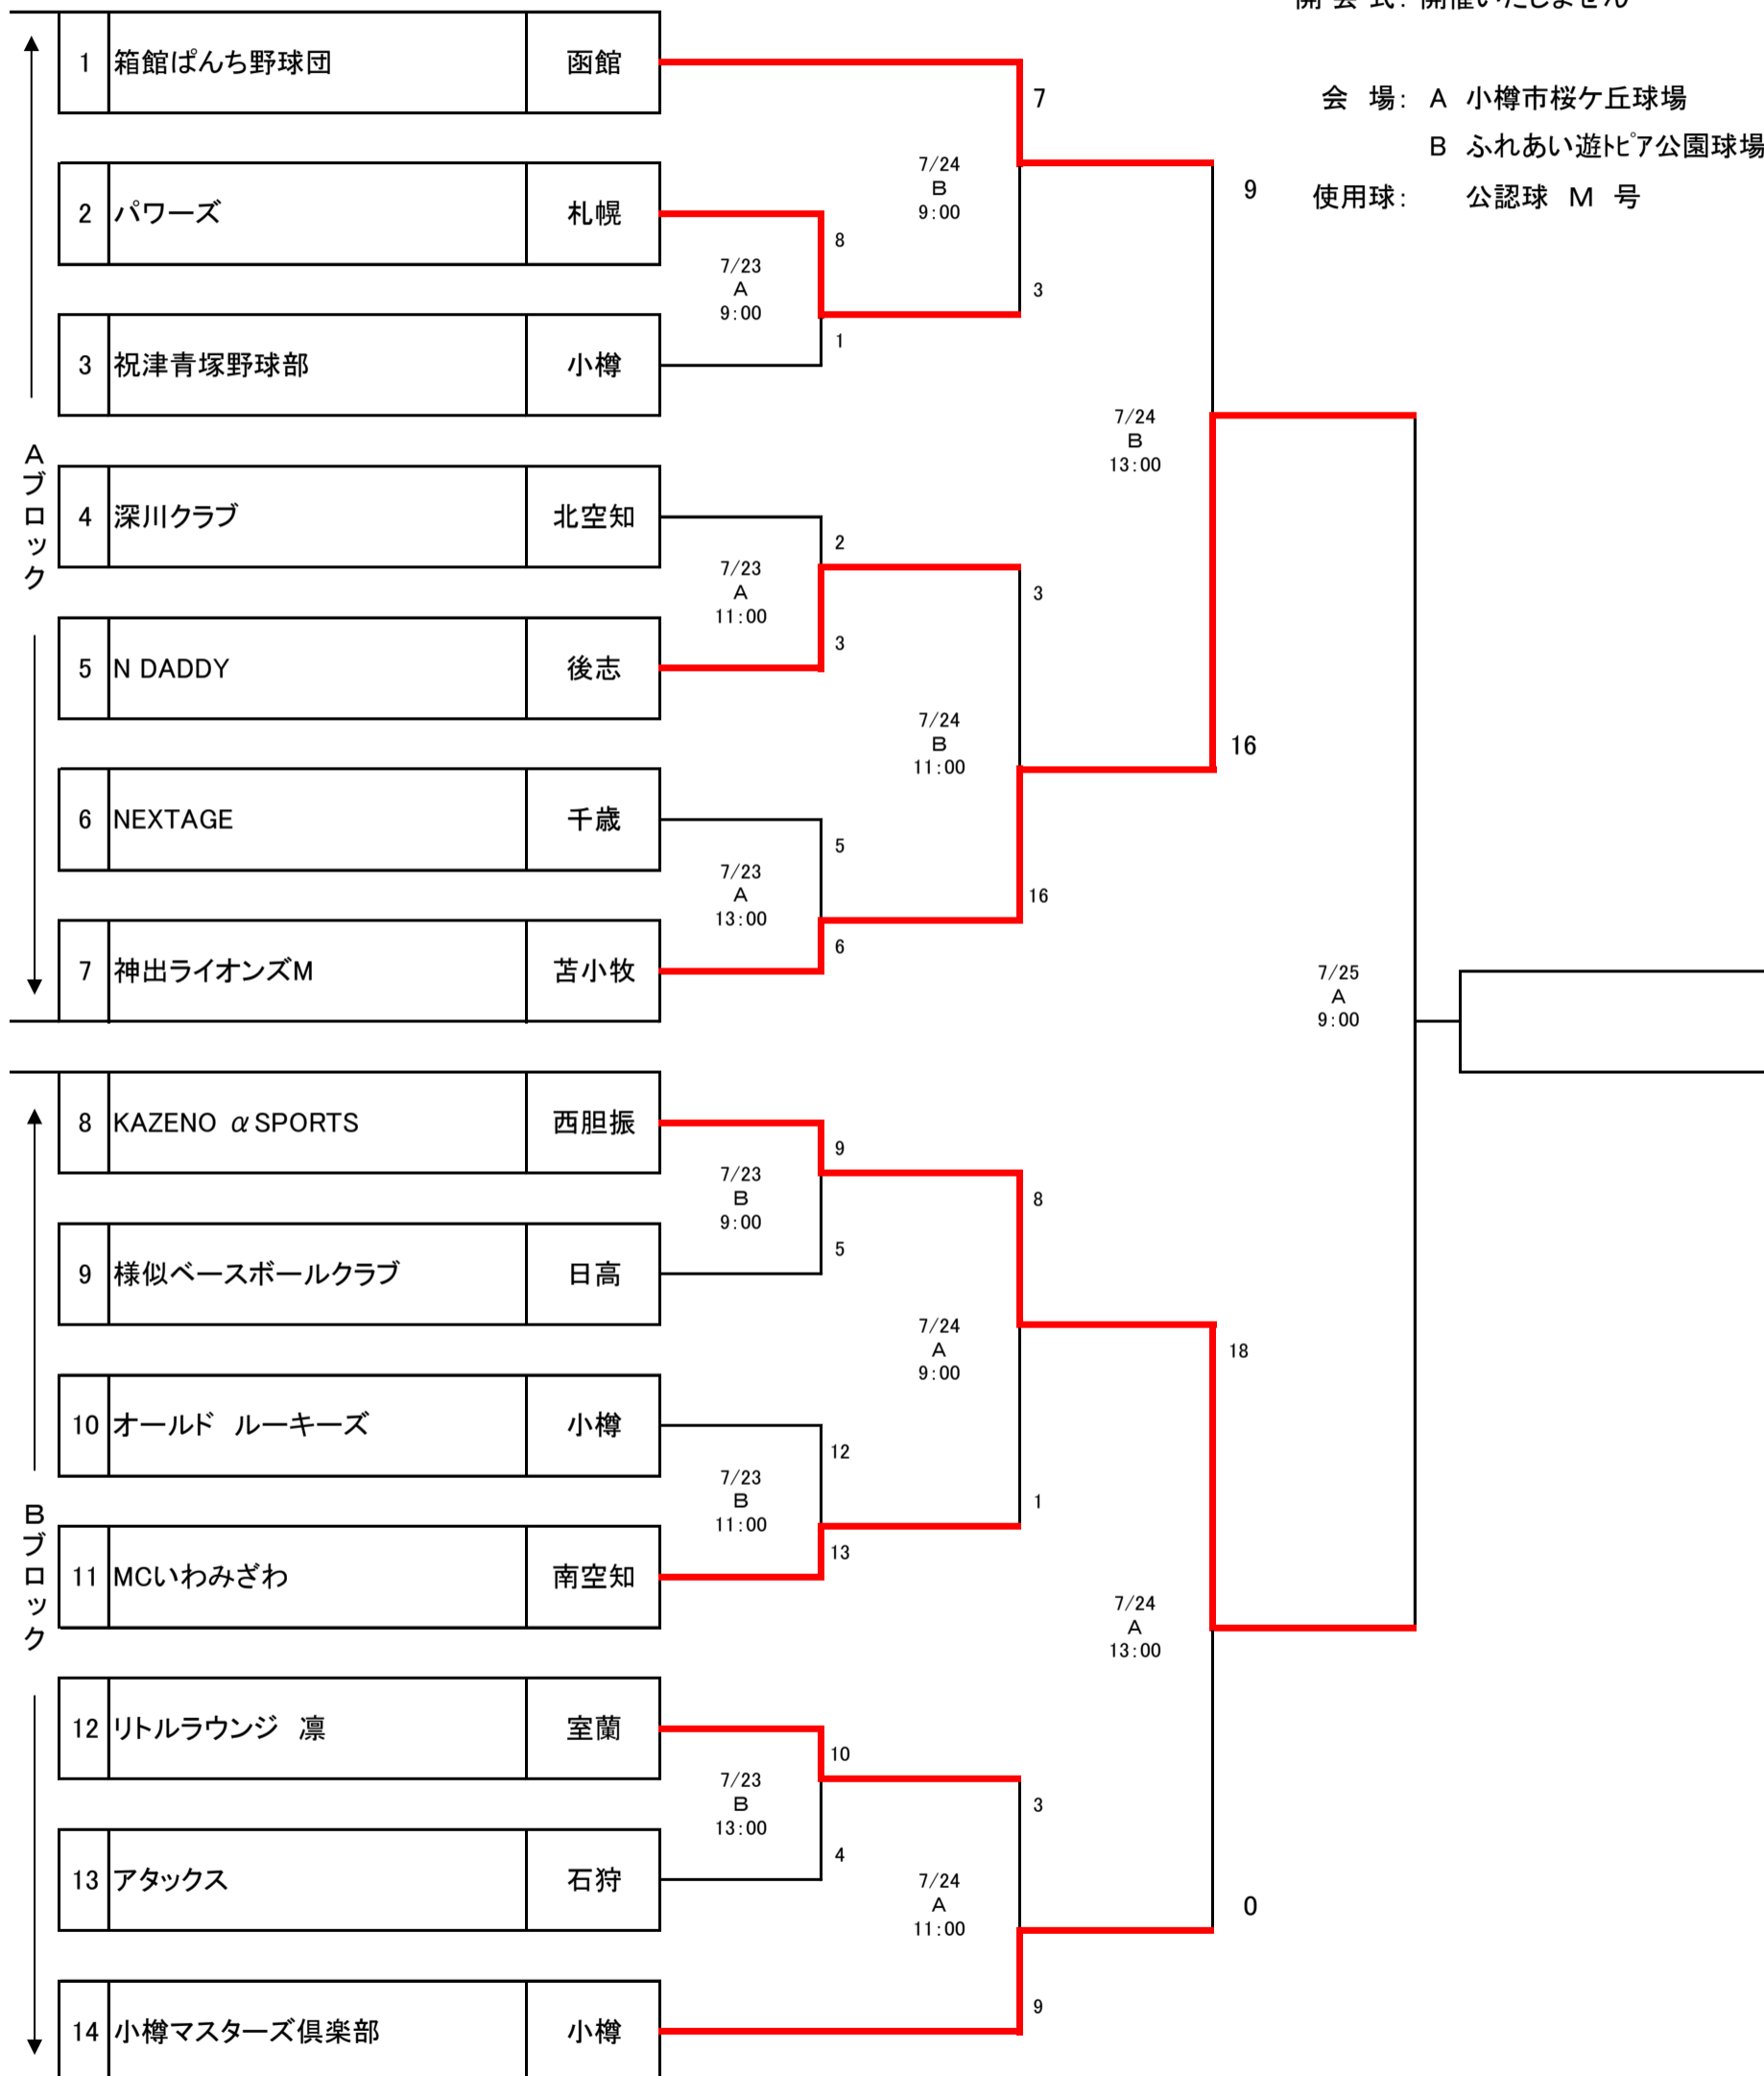 開 会 式： 開催いたしません
会　場： A 小樽市桜ケ丘球場
B ふれあい遊ﾄﾋﾟｱ公園球場
使用球： 公認球 M 号
Aブロック
1 箱館ぱんち野球団 函館
7
7/24
B
9:00
9
2 パワーズ 札幌
8
7/23
A
9:00
3
1
3 祝津青塚野球部 小樽
7/24
B
13:00
4 深川クラブ 北空知
2
7/23
A
11:00
3
3
5 N DADDY 後志
7/24
B
11:00
16
6 NEXTAGE 千歳
5
7/23
A
13:00
16
6
7 神出ライオンズM 苫小牧
7/25
A
9:00
Bブロック
8 KAZENO αSPORTS 西胆振
9
7/23
B
9:00
8
5
9 様似ベースボールクラブ 日高
7/24
A
9:00
18
10 オールド ルーキーズ 小樽
12
7/23
B
11:00
1
13
11 MCいわみざわ 南空知
7/24
A
13:00
12 リトルラウンジ 凛 室蘭
10
7/23
B
13:00
3
4
13 アタックス 石狩
7/24
A
11:00
0
9
14 小樽マスターズ倶楽部 小樽